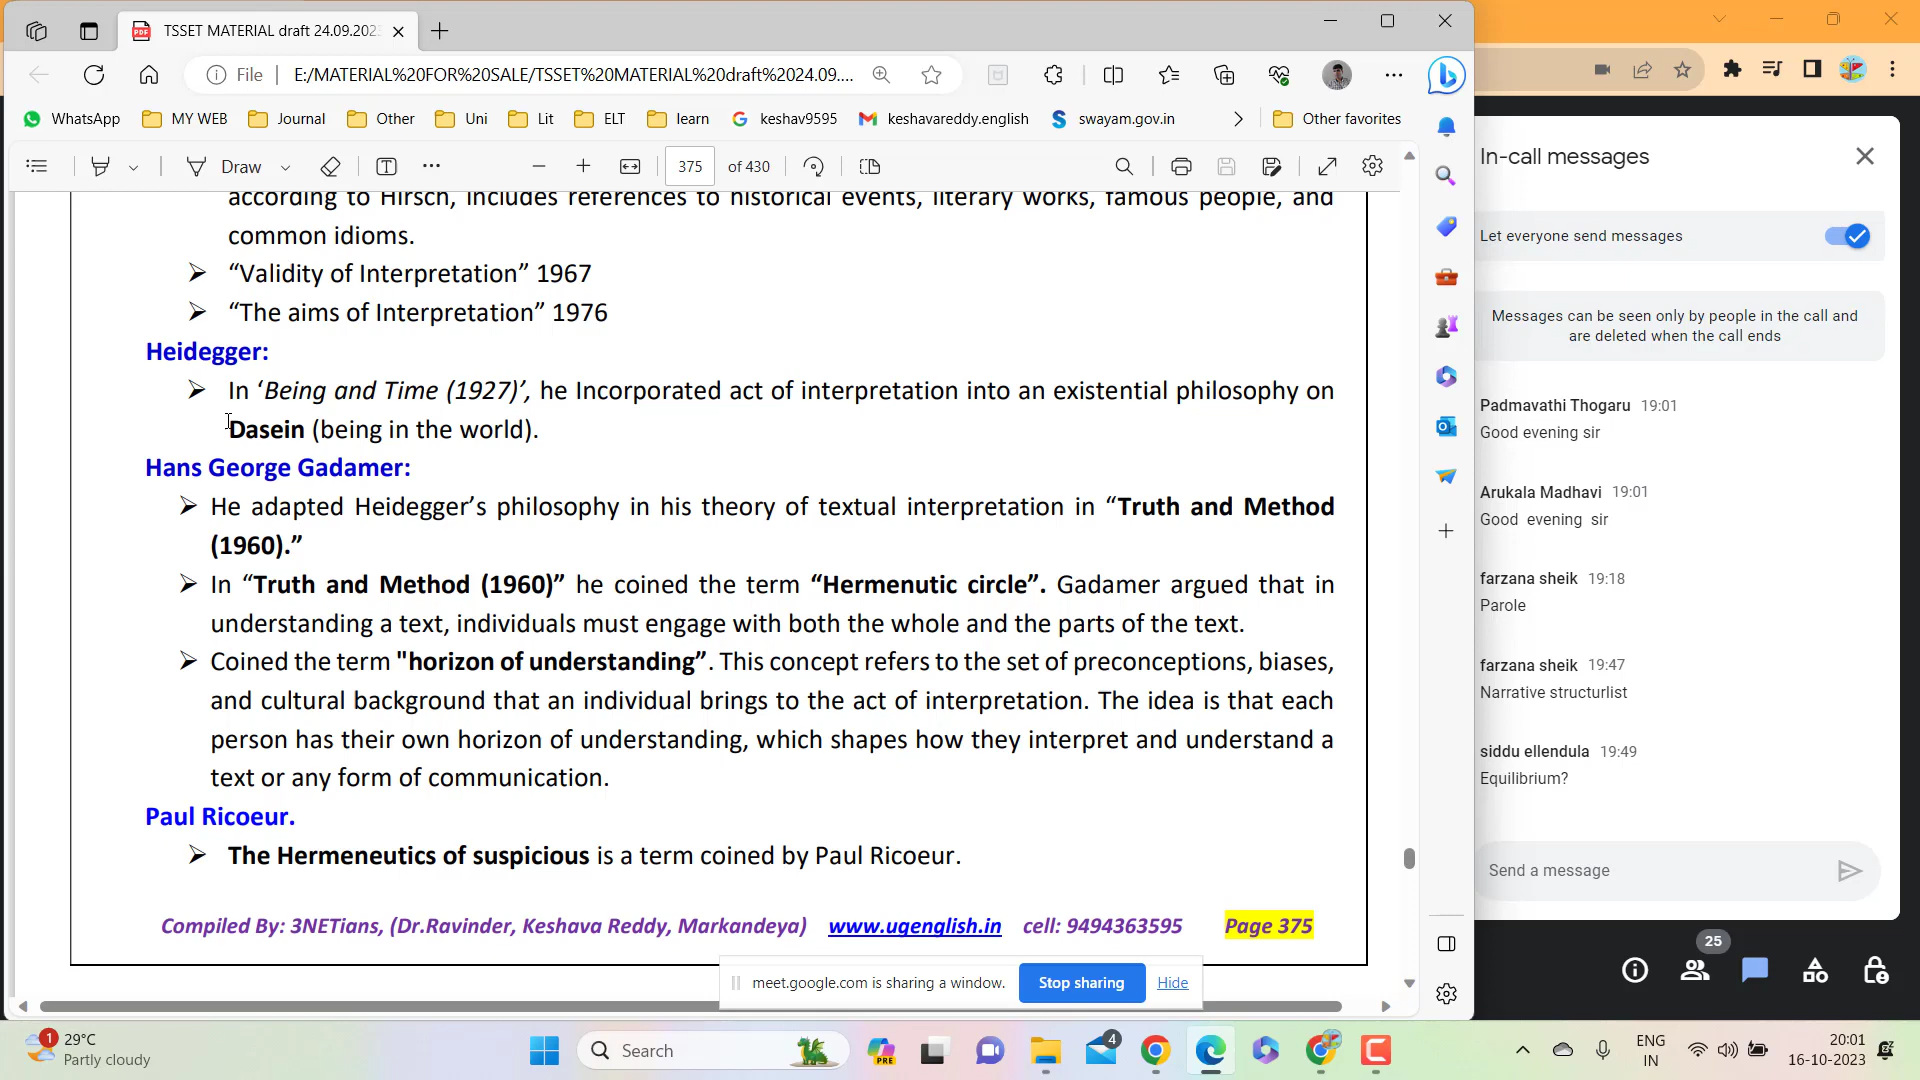 TSSET MATERIAL draft 24.09.202
File
E:/MATERIAL%20FOR%20SALE/TSSET%20MATERIAL%20draft%2024.09....
WhatsApp
MY WEB
Journal
Other
Uni
Lit
ELT
learn
keshav9595
keshavareddy.english
swayam.gov.in
Other favorites
Draw
375
of 430
according to Hirsch, includes references to historical events, literary works, famous people, and
common idioms.
➢ “Validity of Interpretation” 1967
➢ “The aims of Interpretation” 1976
Heidegger:
➢ In ‘Being and Time (1927)’, he Incorporated act of interpretation into an existential philosophy on
Dasein (being in the world).
Hans George Gadamer:
➢ He adapted Heidegger’s philosophy in his theory of textual interpretation in “Truth and Method
(1960).”
➢ In “Truth and Method (1960)” he coined the term “Hermenutic circle”. Gadamer argued that in
understanding a text, individuals must engage with both the whole and the parts of the text.
➢ Coined the term "horizon of understanding”. This concept refers to the set of preconceptions, biases,
and cultural background that an individual brings to the act of interpretation. The idea is that each
person has their own horizon of understanding, which shapes how they interpret and understand a
text or any form of communication.
Paul Ricoeur.
➢ The Hermeneutics of suspicious is a term coined by Paul Ricoeur.
Compiled By: 3NETians, (Dr.Ravinder, Keshava Reddy, Markandeya) www.ugenglish.in cell: 9494363595 Page 375
meet.google.com is sharing a window.
Stop sharing
Hide
In-call messages
Let everyone send messages
Messages can be seen only by people in the call and
are deleted when the call ends
Padmavathi Thogaru 19:01
Good evening sir
Arukala Madhavi 19:01
Good evening sir
farzana sheik 19:18
Parole
farzana sheik 19:47
Narrative structurlist
siddu ellendula 19:49
Equilibrium?
Send a message
25
1
29°C
Partly cloudy
Search
PRE
4
ENG
IN
20:01
16-10-2023